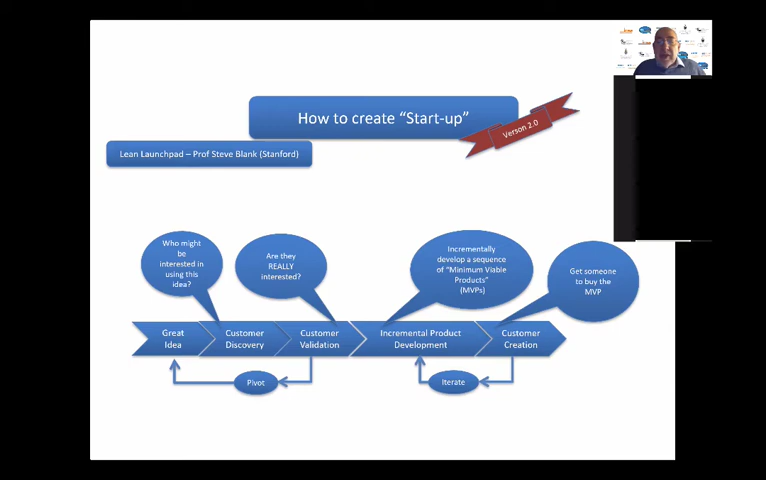 How to create “Start-up”
Verson 2.0
Lean Launchpad – Prof Steve Blank (Stanford)
Who might
be
interested in
using this
idea?
Are they
REALLY
interested?
Incrementally
develop a sequence
of “Minimum Viable
Products”
(MVPs)
Get someone
to buy the
MVP
Great
Idea
Customer
Discovery
Customer
Validation
Incremental Product
Development
Customer
Creation
Pivot
Iterate